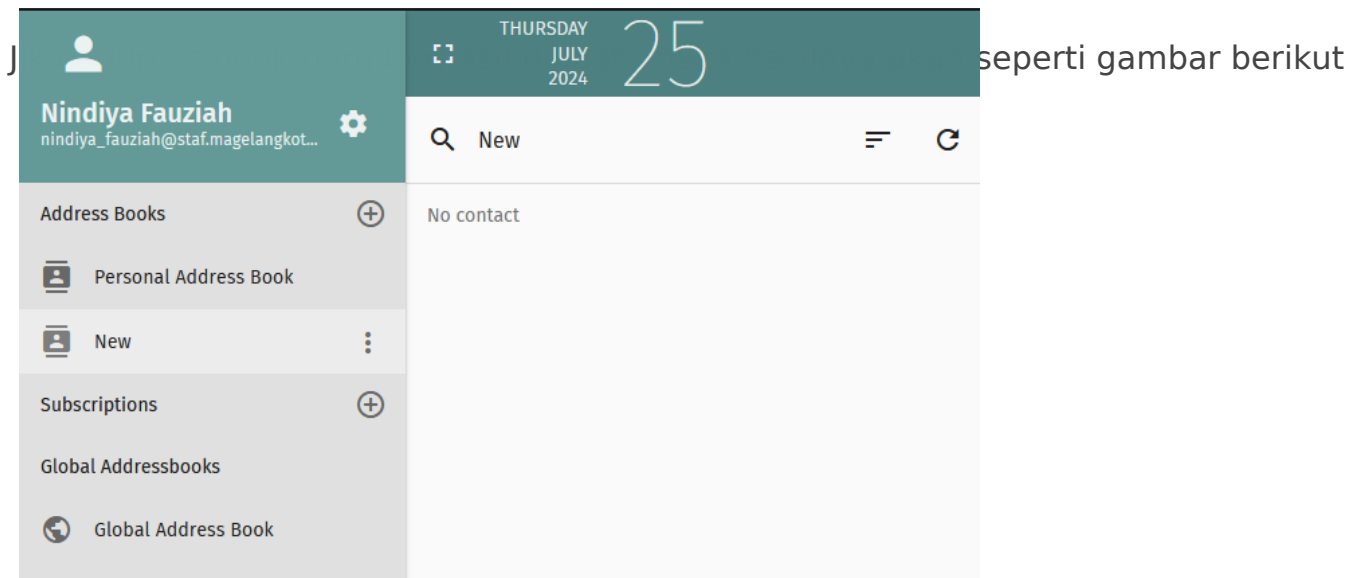 J
seperti gambar berikut
Nindiya Fauziah
nindiya_fauziah@staf.magelangkot...
Address Books
Personal Address Book
New
Subscriptions
Global Addressbooks
Global Address Book
THURSDAY
JULY
2024
25
New
No contact